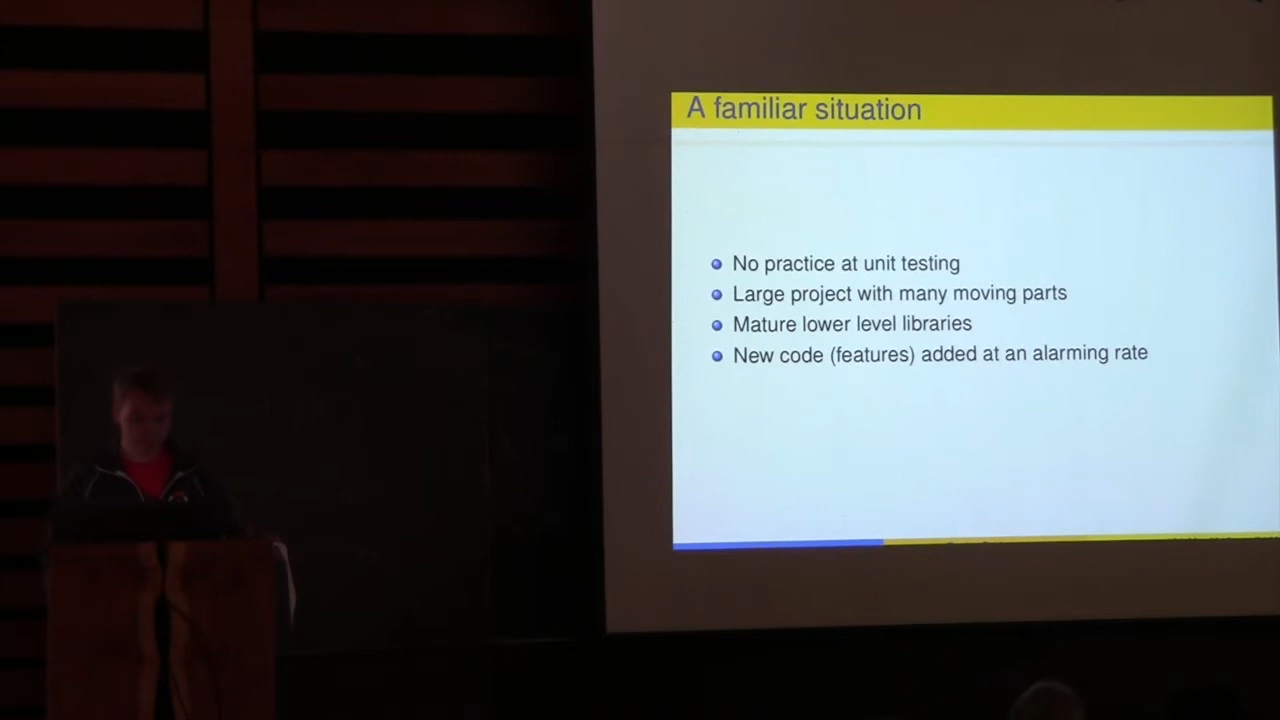 A familiar situation
No practice at unit testing
Large project with many moving parts
Mature lower level libraries
New code (features) added at an alarming rate